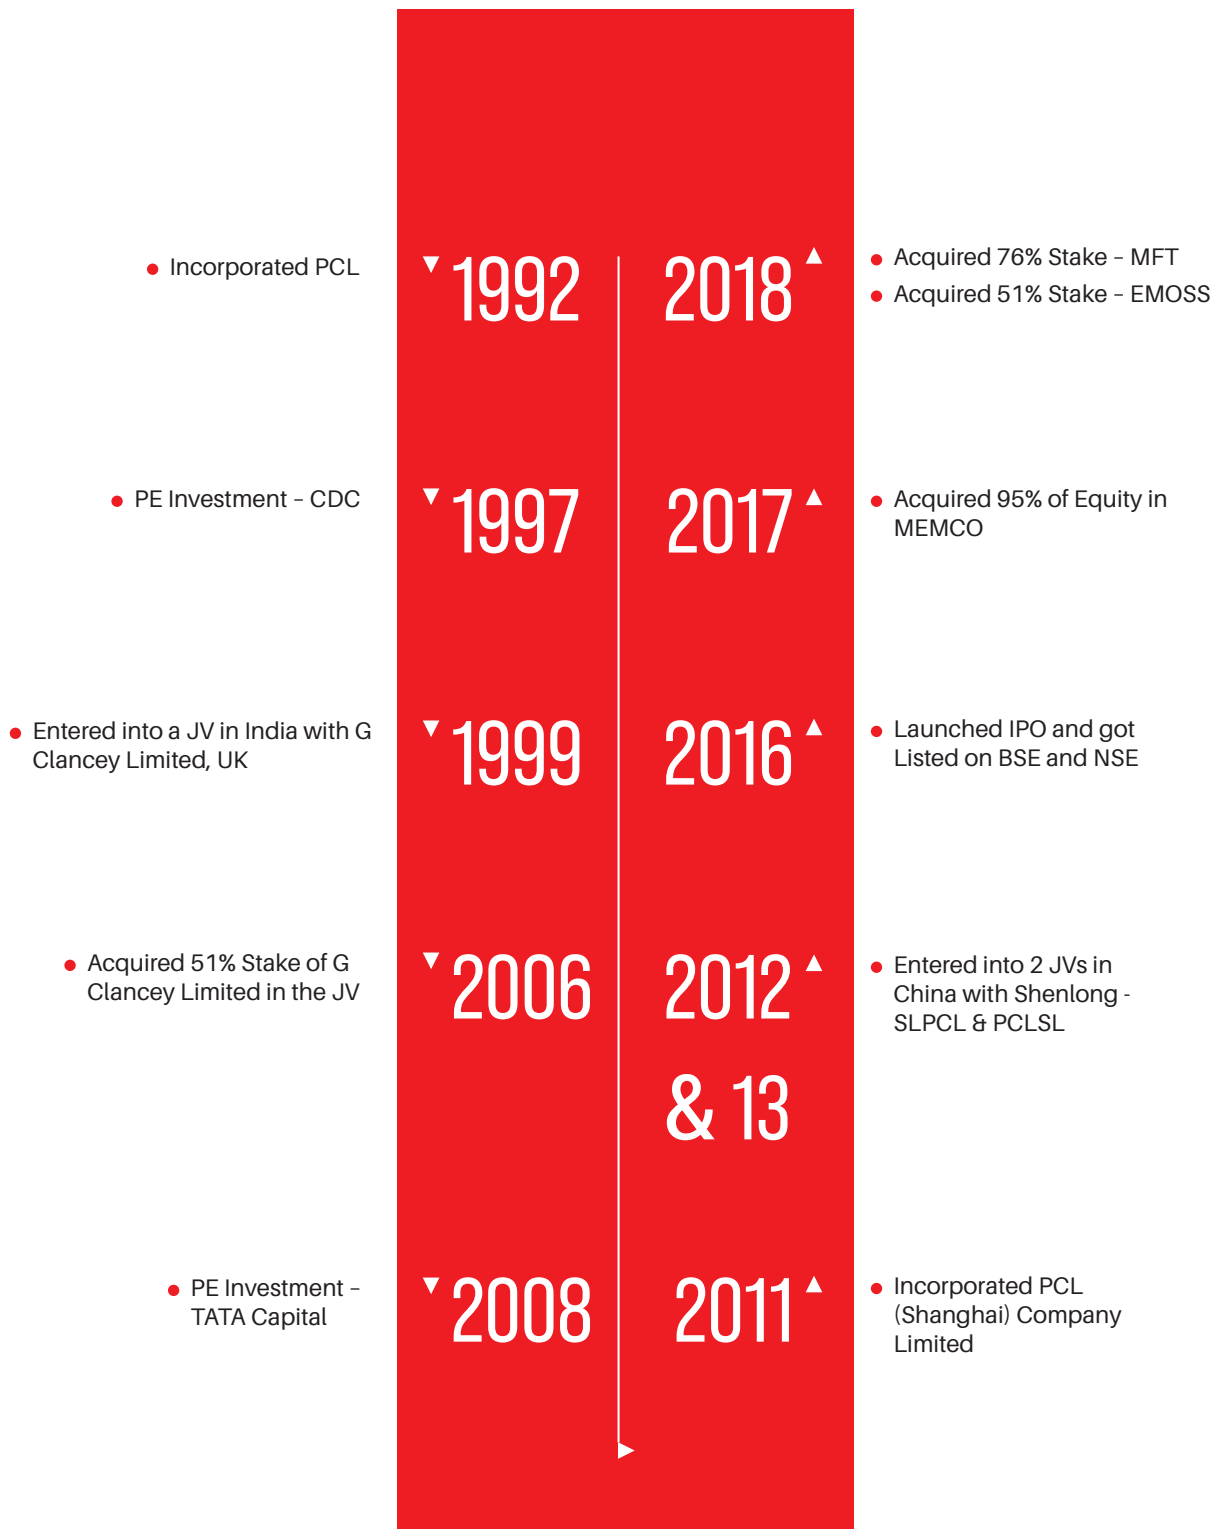 Incorporated PCL
1992
PE Investment – CDC
1997
Entered into a JV in India with G
Clancey Limited, UK
1999
Acquired 51% Stake of G
Clancey Limited in the JV
2006
PE Investment –
TATA Capital
2008
2011
Incorporated PCL
(Shanghai) Company
Limited
2012
& 13
Entered into 2 JVs in
China with Shenlong -
SLPCL & PCLSL
2016
Launched IPO and got
Listed on BSE and NSE
2017
Acquired 95% of Equity in
MEMCO
2018
Acquired 76% Stake – MFT
Acquired 51% Stake – EMOSS